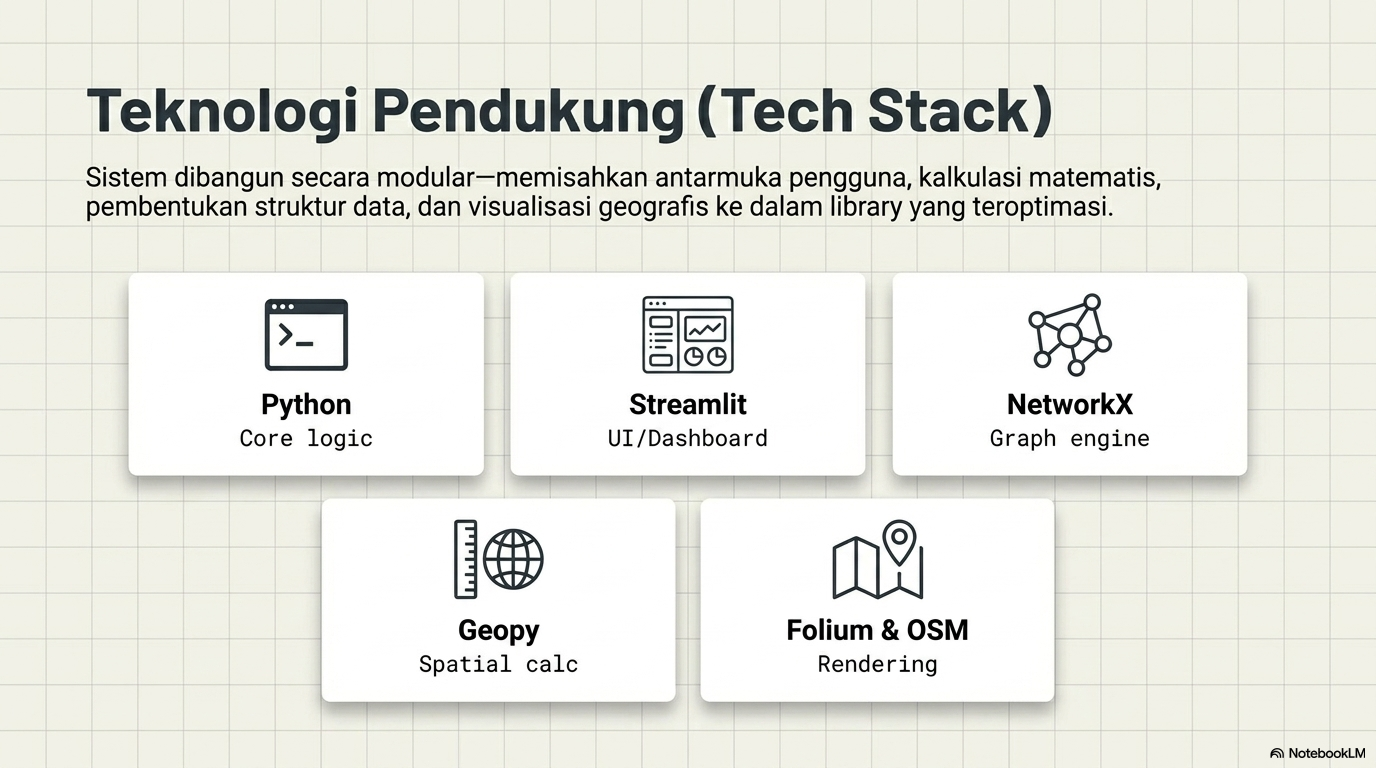 Teknologi Pendukung (Tech Stack)
Sistem dibangun secara modular—memisahkan antarmuka pengguna, kalkulasi matematis,
pembentukan struktur data, dan visualisasi geografis ke dalam library yang teroptimasi.
Python
Core logic
Streamlit
UI/Dashboard
NetworkX
Graph engine
Geopy
Spatial calc
Folium & OSM
Rendering
NotebookLM